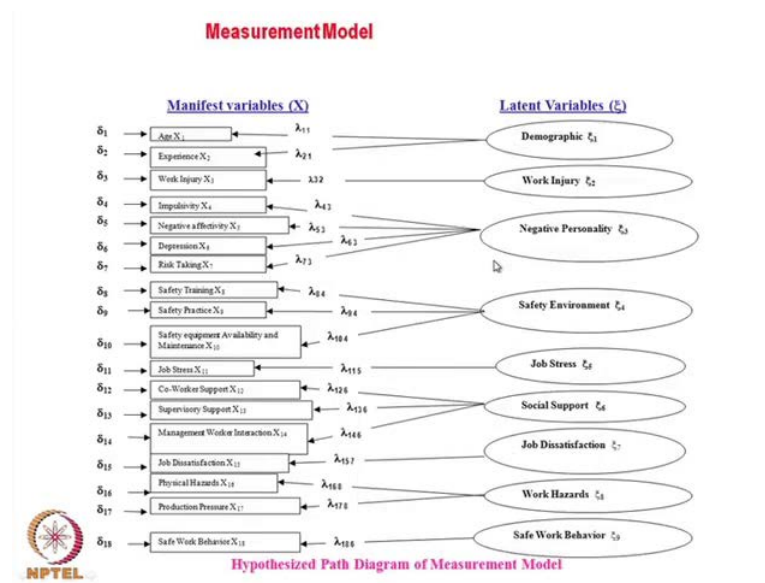 Measurement Model
Manifest variables (X)
Latent Variables (ξ)
δ₁ Age X₁ λ₁₁ Demographic ξ₁
δ₂ Experience X₂ λ₂₁
δ₃ Work Injury X₃ λ32 Work Injury ξ₂
δ₄ Impulsivity X₄ λ₄₃
δ₅ Negative affectivity X₅ λ₅₃ Negative Personality ξ₃
δ₆ Depression X₆ λ₆₃
δ₇ Risk Taking X₇ λ₇₃
δ₈ Safety Training X₈ λ₈₄
δ₉ Safety Practice X₉ λ₉₄ Safety Environment ξ₄
Safety equipment Availability and
δ₁₀ Maintenance X₁₀ λ₁₀₄
δ₁₁ Job Stress X₁₁ λ₁₁₅ Job Stress ξ₅
δ₁₂ Co-Worker Support X₁₂ λ₁₂₆
δ₁₃ Supervisory Support X₁₃ λ₁₃₆ Social Support ξ₆
δ₁₄ Management Worker Interaction X₁₄ λ₁₄₆
δ₁₅ Job Dissatisfaction X₁₅ λ₁₅₇ Job Dissatisfaction ξ₇
δ₁₆ Physical Hazards X₁₆ λ₁₆₈
δ₁₇ Production Pressure X₁₇ λ₁₇₈ Work Hazards ξ₈
δ₁₈ Safe Work Behavior X₁₈ λ₁₈₆ Safe Work Behavior ξ₉
NPTEL
Hypothesized Path Diagram of Measurement Model